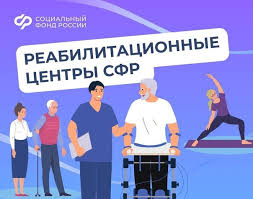 СОЦИАЛЬНЫЙ
ФОНД РОССИИ
РЕАБИЛИТАЦИОННЫЕ
ЦЕНТРЫ СФР